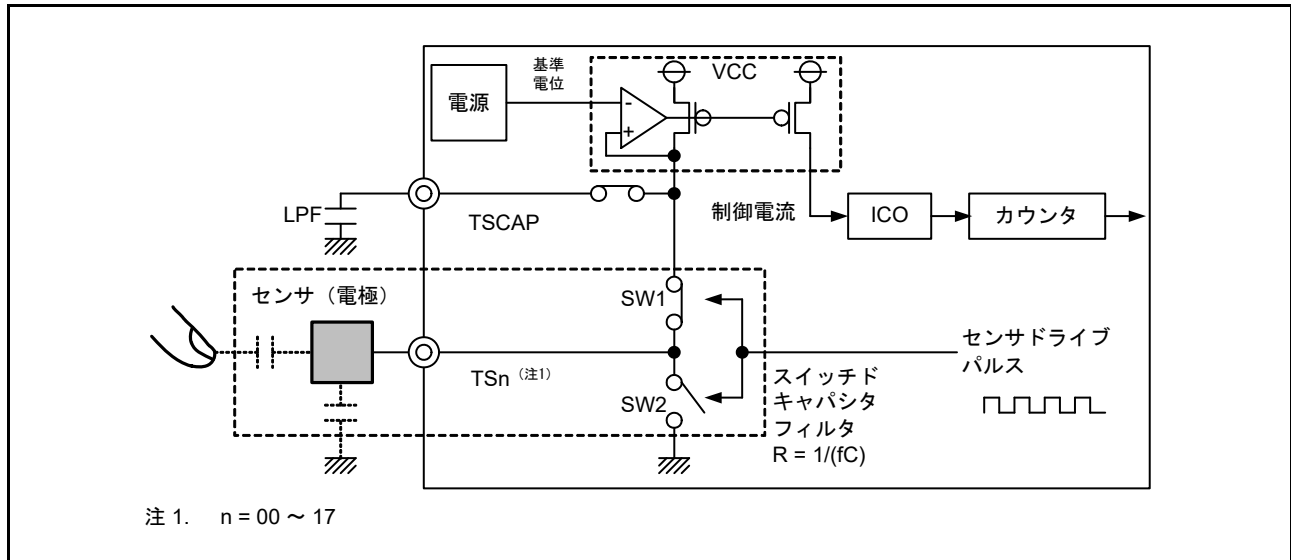 電源
基準
電位
VCC
-
+
LPF
TSCAP
制御電流
ICO
カウンタ
センサ（電極）
SW1
TSn（注1）
SW2
センサドライブ
パルス
スイッチド
キャパシタ
フィルタ
R = 1/(fC)
注 1. n = 00 ～ 17